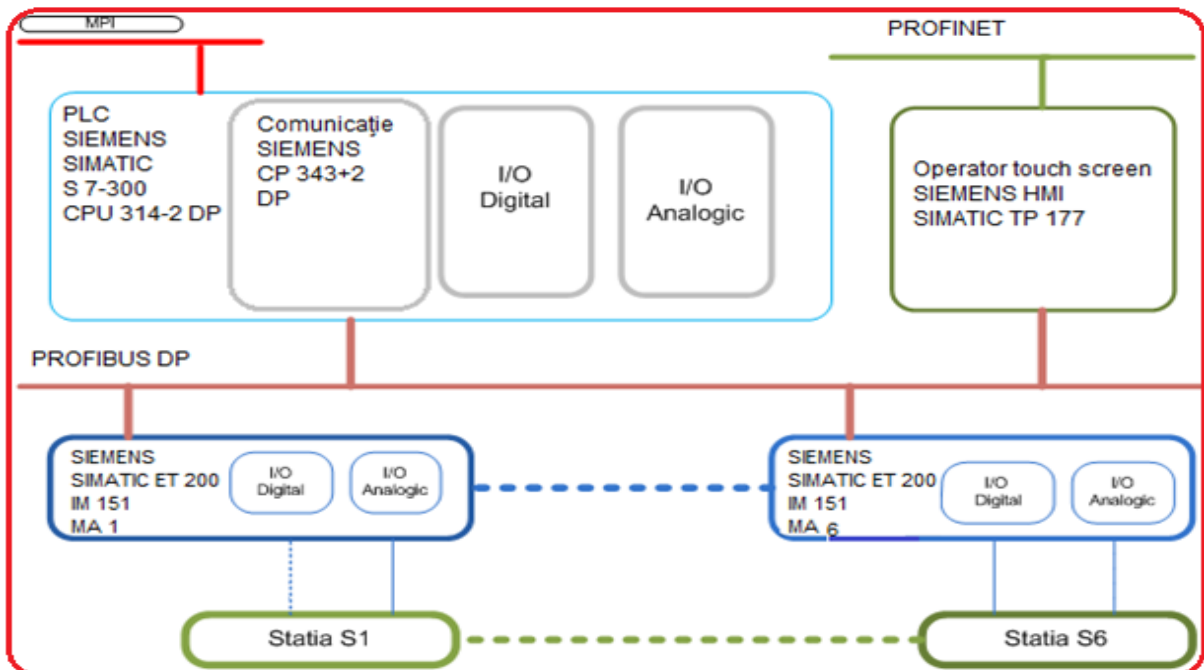 MPI
PROFINET
PLC
SIEMENS
SIMATIC
S 7-300
CPU 314-2 DP
Comunicaţie
SIEMENS
CP 343+2
DP
I/O
Digital
I/O
Analogic
Operator touch screen
SIEMENS HMI
SIMATIC TP 177
PROFIBUS DP
SIEMENS
SIMATIC ET 200
IM 151
MA 1
I/O
Digital
I/O
Analogic
SIEMENS
SIMATIC ET 200
IM 151
MA 6
I/O
Digital
I/O
Analogic
Statia S1
Statia S6